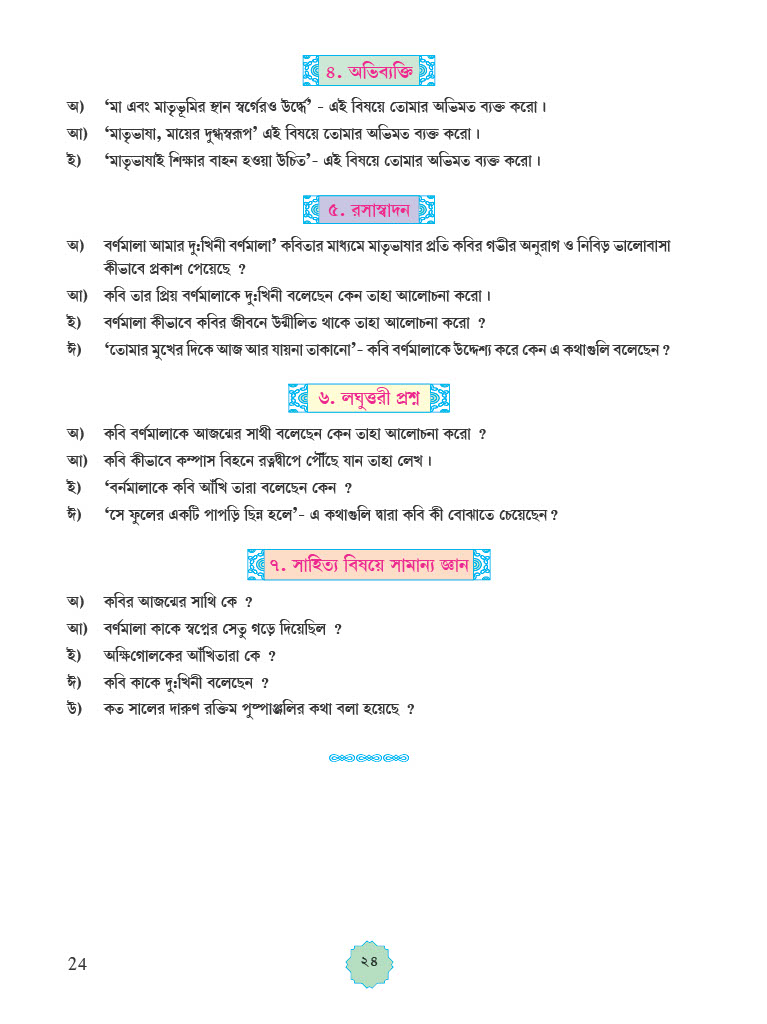 ৪. অভিব্যক্তি
অ) ‘মা এবং মাতৃভূমির স্থান স্বর্গেরও উর্দ্ধে’ - এই বিষয়ে তোমার অভিমত ব্যক্ত করো ।
আ) ‘মাতৃভাষা, মায়ের দুগ্ধস্বরূপ’ এই বিষয়ে তোমার অভিমত ব্যক্ত করো ।
ই) ‘মাতৃভাষাই শিক্ষার বাহন হওয়া উচিত’- এই বিষয়ে তোমার অভিমত ব্যক্ত করো ।
৫. রসাস্বাদন
অ) বর্ণমালা আমার দু:খিনী বর্ণমালা’ কবিতার মাধ্যমে মাতৃভাষার প্রতি কবির গভীর অনুরাগ ও নিবিড় ভালোবাসা
কীভাবে প্রকাশ পেয়েছে ?
আ) কবি তার প্রিয় বর্ণমালাকে দু:খিনী বলেছেন কেন তাহা আলোচনা করো ।
ই) বর্ণমালা কীভাবে কবির জীবনে উন্মীলিত থাকে তাহা আলোচনা করো ?
ঈ) ‘তোমার মুখের দিকে আজ আর যায়না তাকানো’- কবি বর্ণমালাকে উদ্দেশ্য করে কেন এ কথাগুলি বলেছেন ?
৬. লঘুত্তরী প্রশ্ন
অ) কবি বর্ণমালাকে আজন্মের সাথী বলেছেন কেন তাহা আলোচনা করো ?
আ) কবি কীভাবে কম্পাস বিহনে রত্নদ্বীপে পৌঁছে যান তাহা লেখ ।
ই) ‘বর্নমালাকে কবি আঁখি তারা বলেছেন কেন ?
ঈ) ‘সে ফুলের একটি পাপড়ি ছিন্ন হলে’- এ কথাগুলি দ্বারা কবি কী বোঝাতে চেয়েছেন ?
৭. সাহিত্য বিষয়ে সামান্য জ্ঞান
অ) কবির আজন্মের সাথি কে ?
আ) বর্ণমালা কাকে স্বপ্নের সেতু গড়ে দিয়েছিল ?
ই) অক্ষিগোলকের আঁখিতারা কে ?
ঈ) কবি কাকে দু:খিনী বলেছেন ?
উ) কত সালের দারুণ রক্তিম পুষ্পাঞ্জলির কথা বলা হয়েছে ?
24
২৪